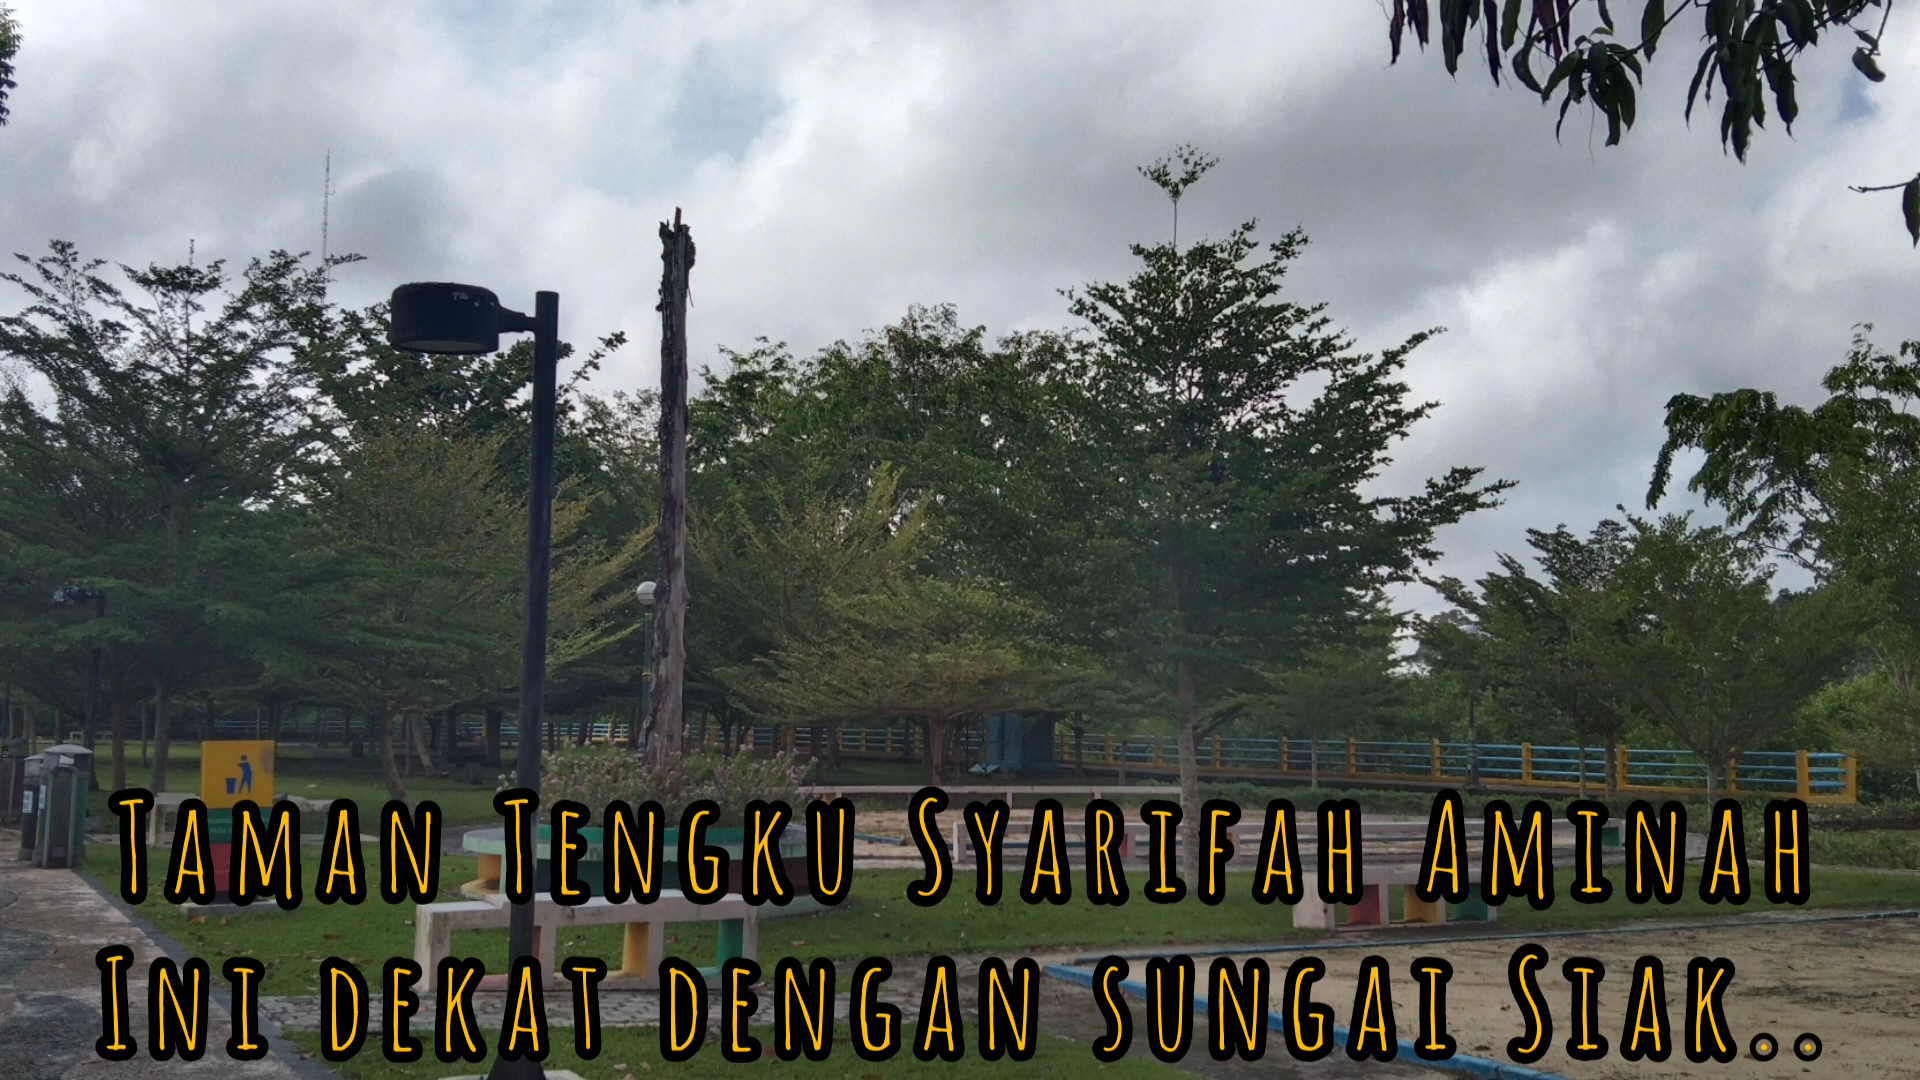 Taman Tengku Syarifah Aminah
Ini dekat dengan sungai Siak..